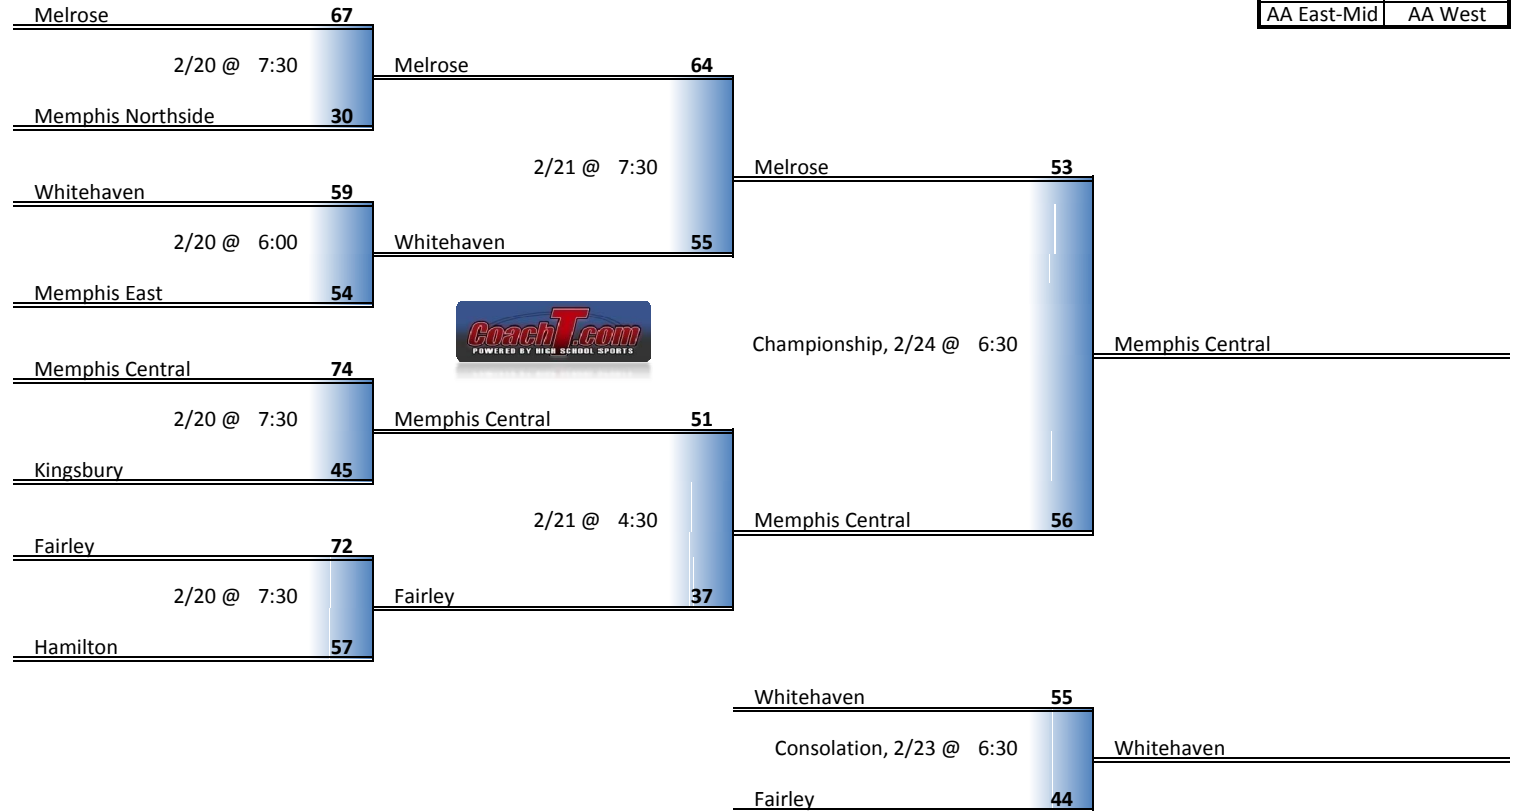 AA East-Mid AA West
Melrose 67
2/20 @ 7:30
Memphis Northside 30
Melrose 64
2/21 @ 7:30
Whitehaven 59
2/20 @ 6:00
Memphis East 54
Whitehaven 55
Melrose 53
CoachT.com
POWERED BY HIGH SCHOOL SPORTS
Championship, 2/24 @ 6:30
Memphis Central
Memphis Central 74
2/20 @ 7:30
Kingsbury 45
Memphis Central 51
2/21 @ 4:30
Memphis Central 56
Fairley 72
2/20 @ 7:30
Hamilton 57
Fairley 37
Whitehaven 55
Consolation, 2/23 @ 6:30
Whitehaven
Fairley 44